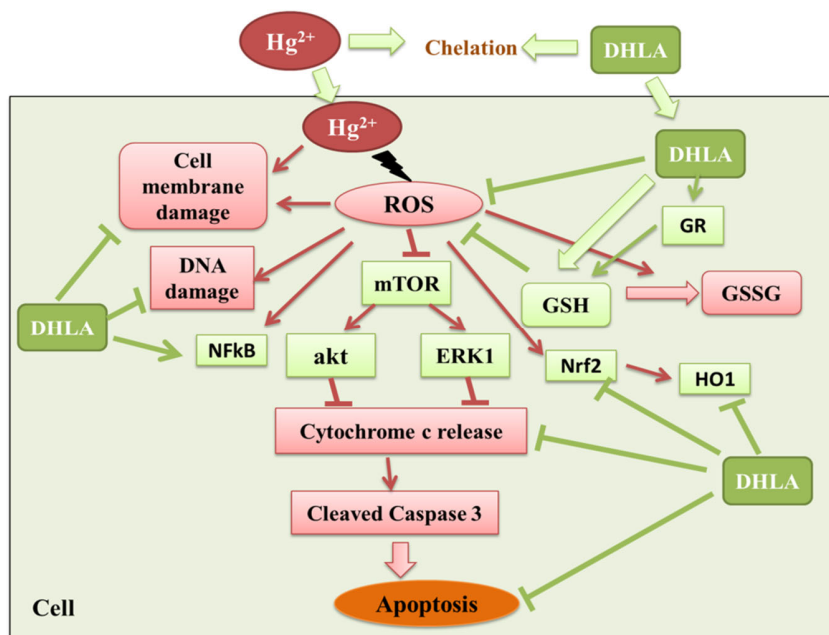 Hg²⁺
Chelation
DHLA
Hg²⁺
Cell
membrane
damage
DHLA
ROS
GR
DNA
damage
mTOR
GSH
GSSG
DHLA
NFkB
akt
ERK1
Nrf2
HO1
Cytochrome c release
DHLA
Cleaved Caspase 3
Apoptosis
Cell